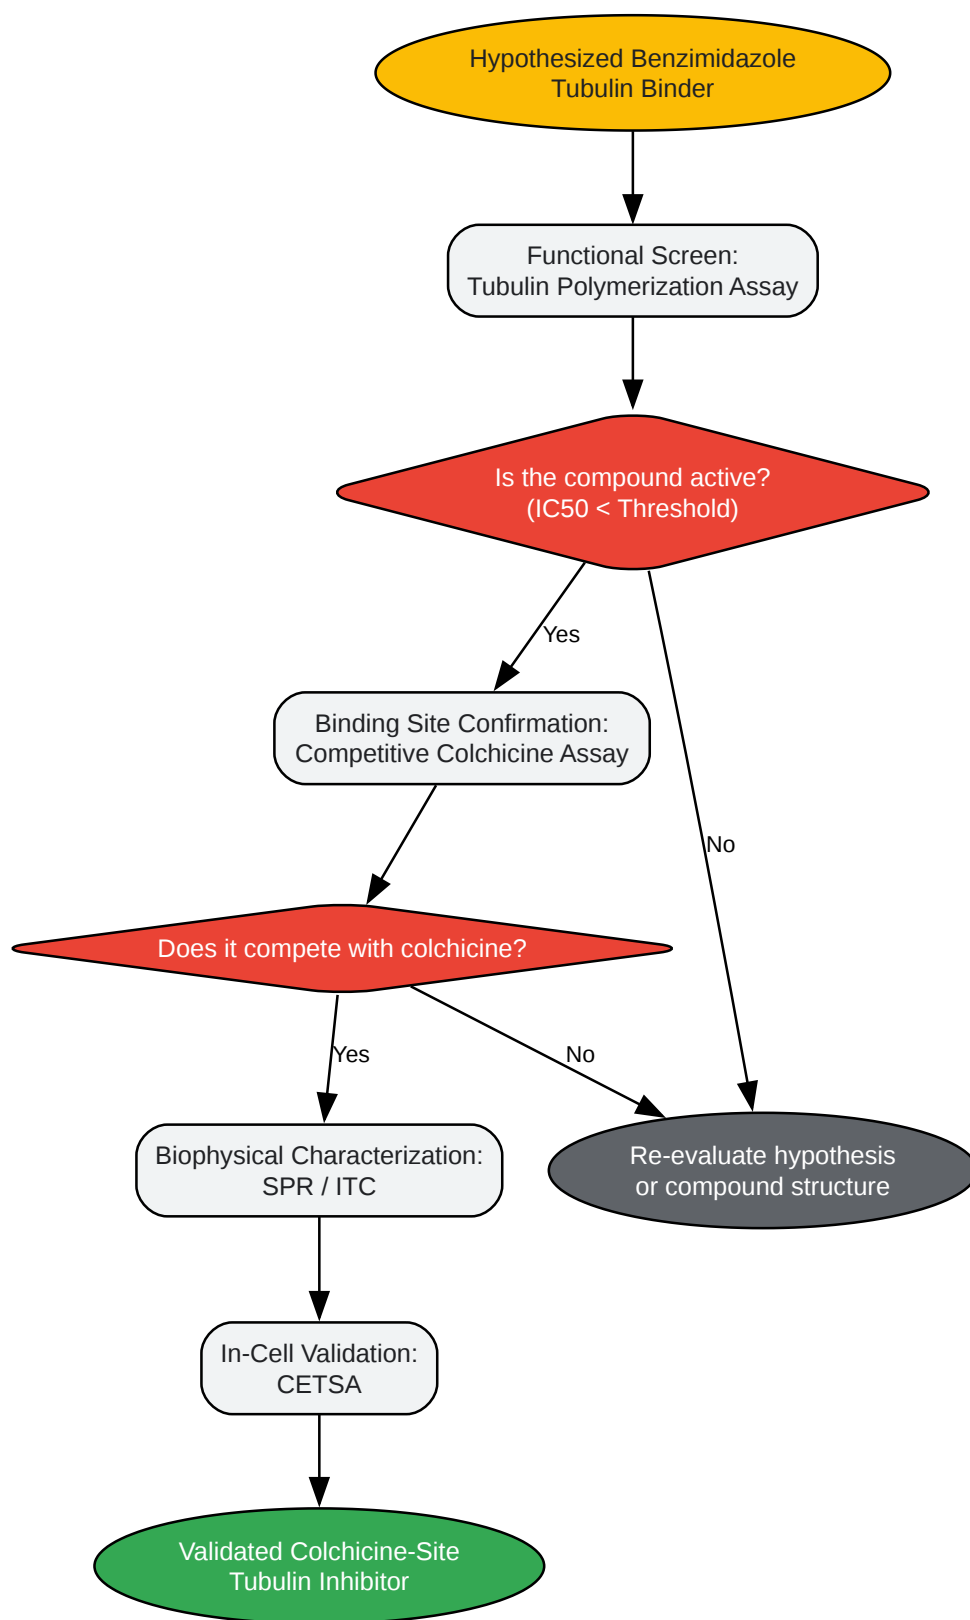 Hypothesized Benzimidazole
Tubulin Binder
Functional Screen:
Tubulin Polymerization Assay
Is the compound active?
(IC50 < Threshold)
Yes
Binding Site Confirmation:
Competitive Colchicine Assay
No
Does it compete with colchicine?
Yes
No
Biophysical Characterization:
SPR / ITC
Re-evaluate hypothesis
or compound structure
In-Cell Validation:
CETSA
Validated Colchicine-Site
Tubulin Inhibitor